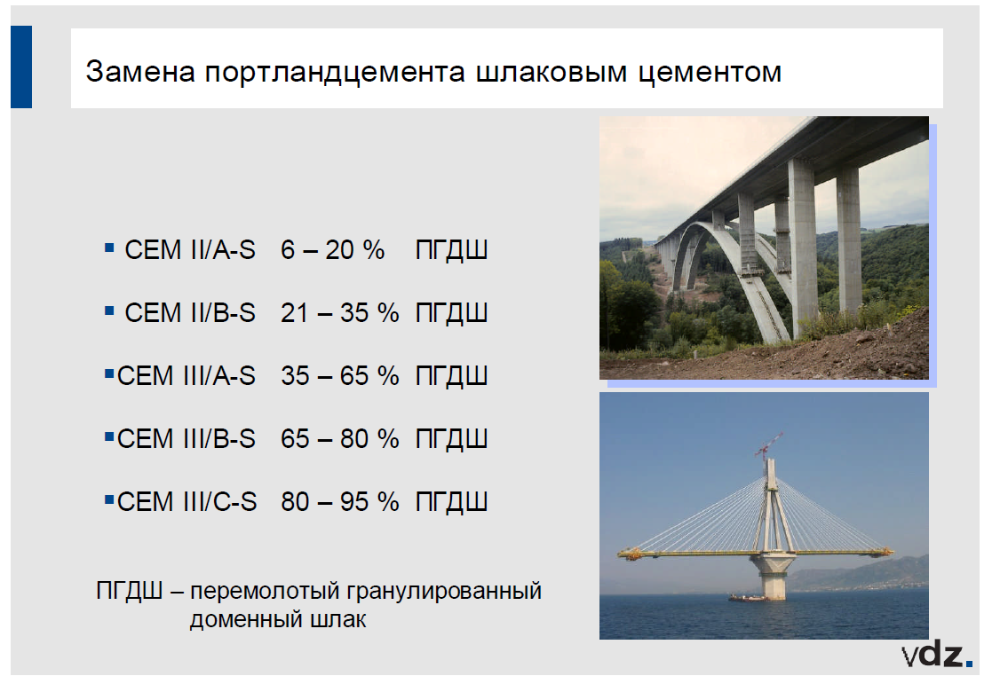 Замена портландцемента шлаковым цементом
▪ CEM II/A-S 6 – 20 % ПГДШ
▪ CEM II/B-S 21 – 35 % ПГДШ
▪CEM III/A-S 35 – 65 % ПГДШ
▪CEM III/B-S 65 – 80 % ПГДШ
▪CEM III/C-S 80 – 95 % ПГДШ
ПГДШ – перемолотый гранулированный
доменный шлак
vdz.